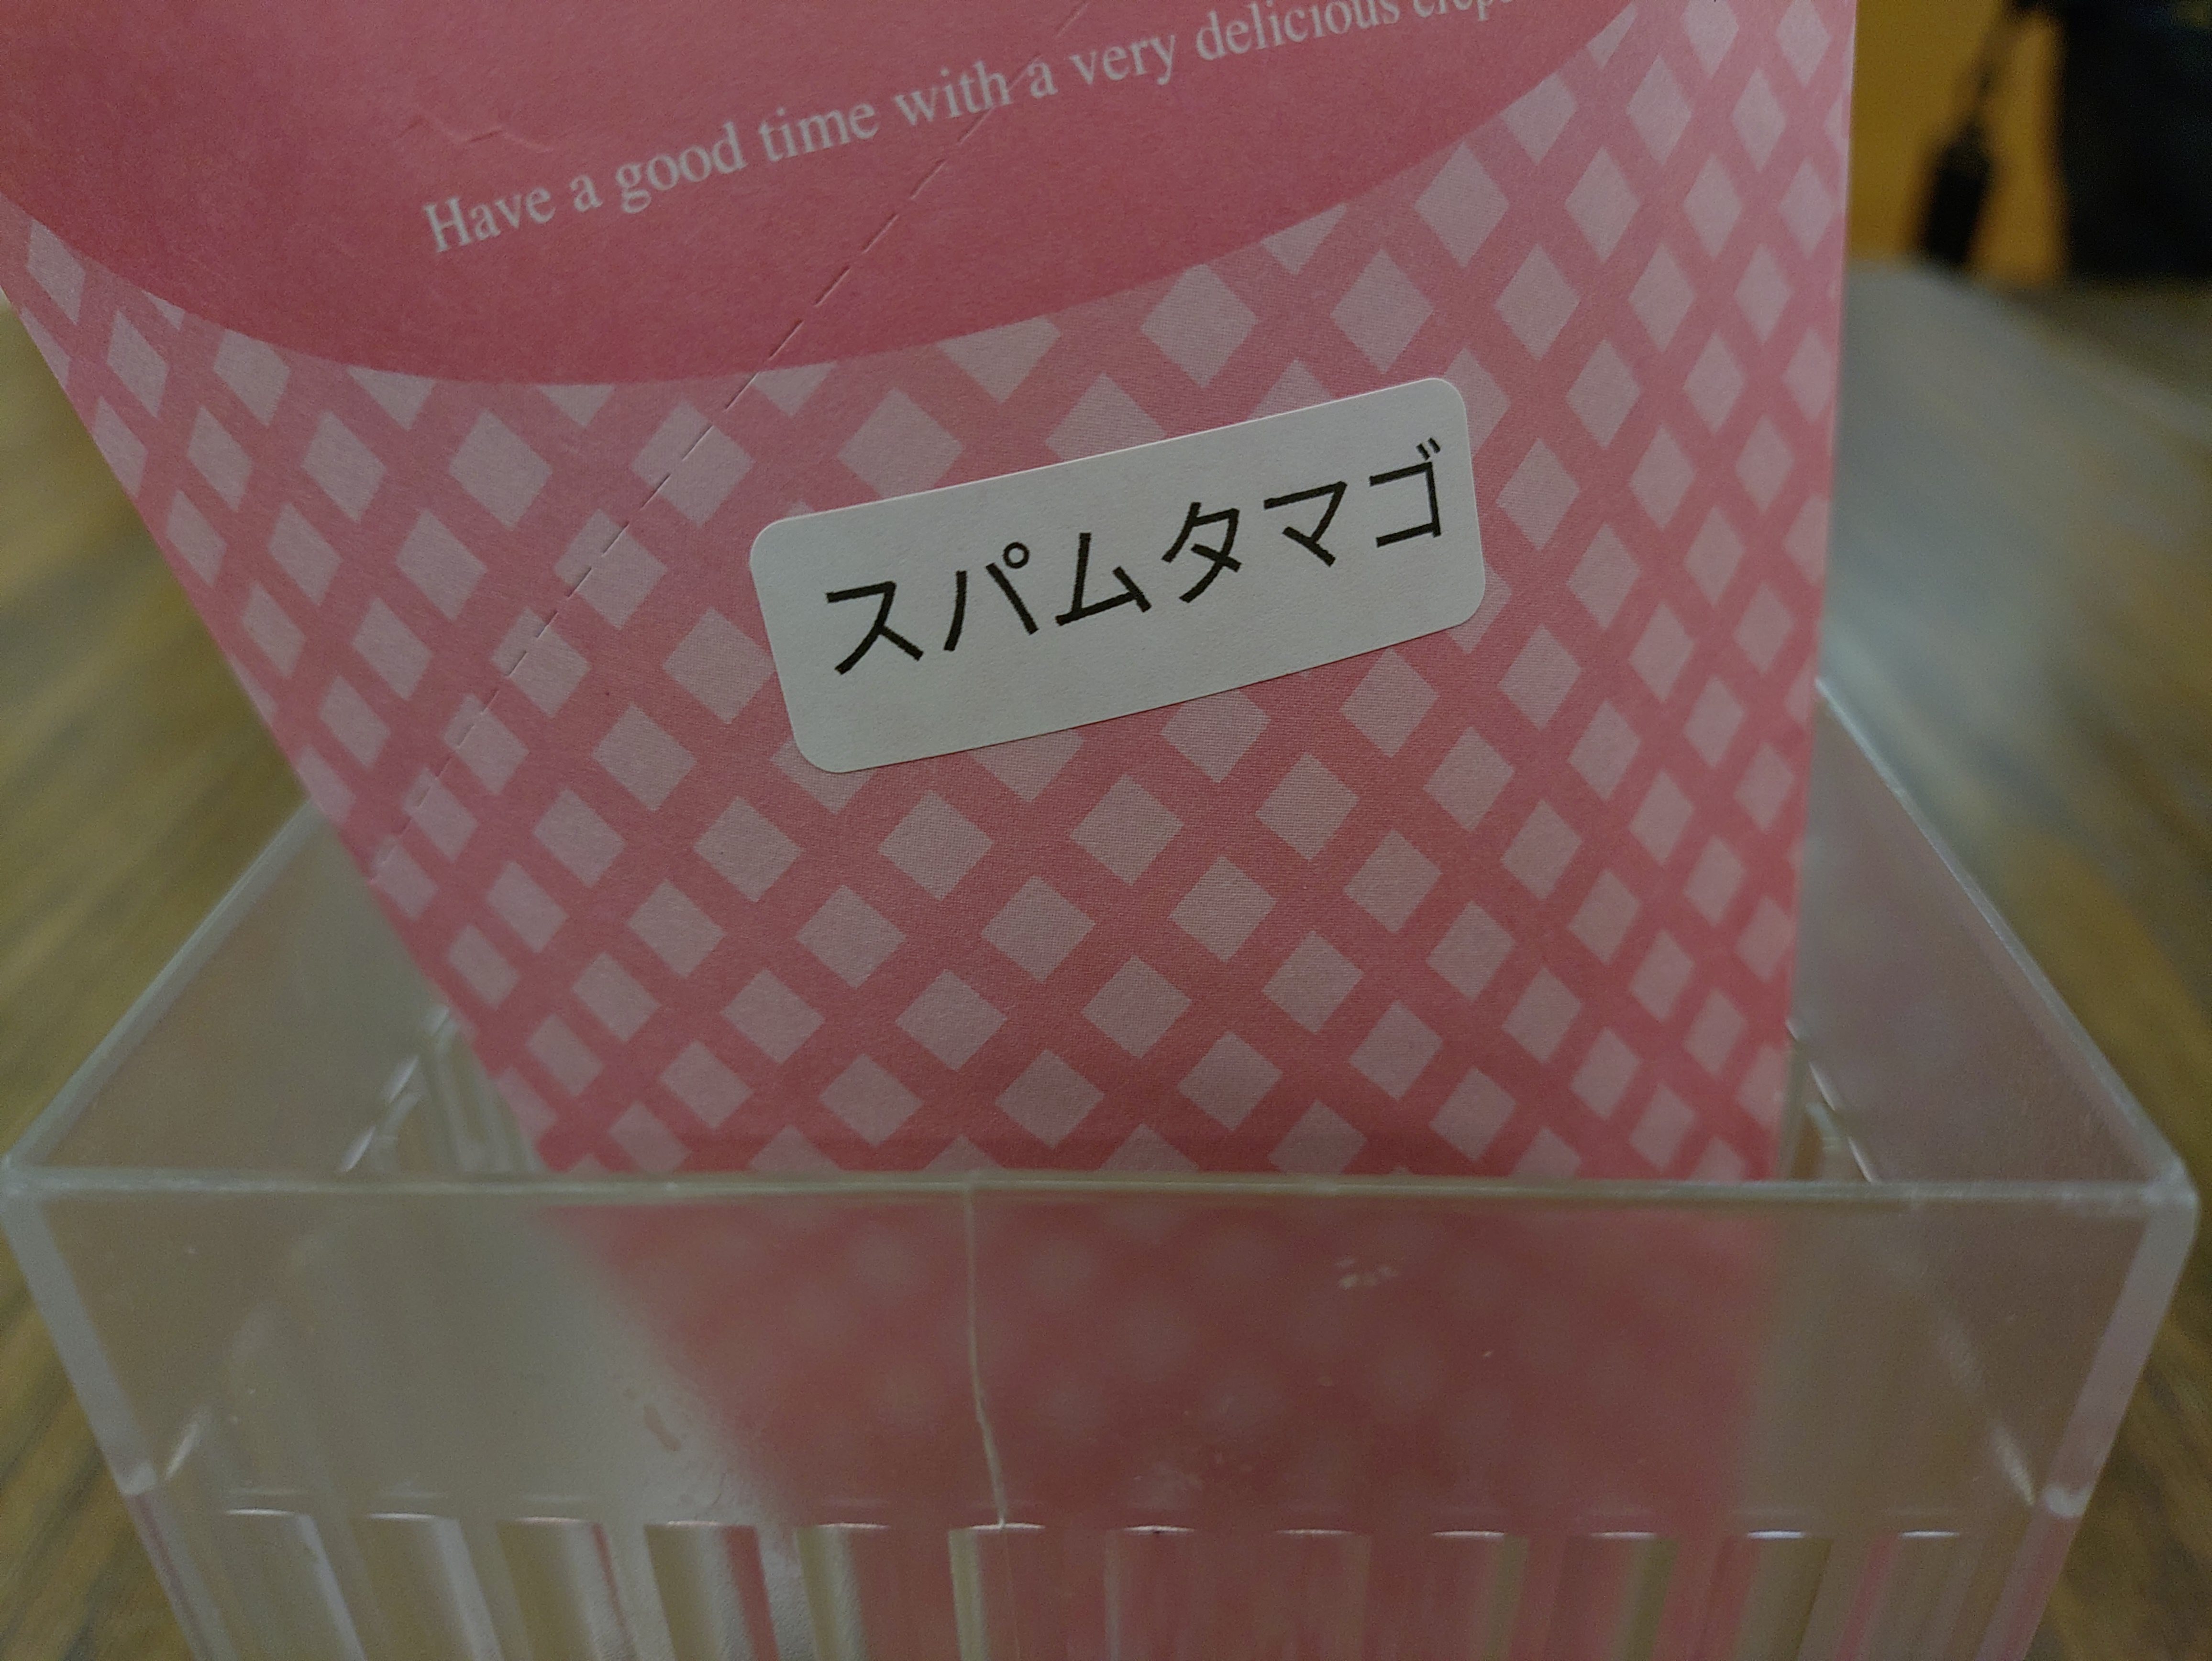 Have a good time with a very delicious
スパムタマゴ